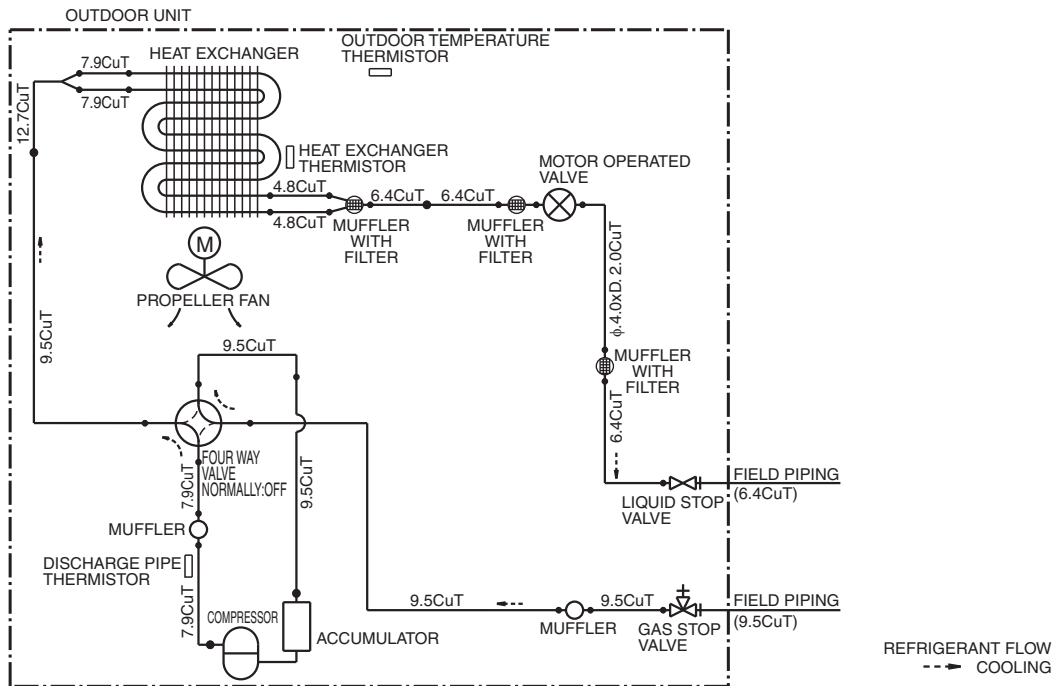 OUTDOOR UNIT
OUTDOOR TEMPERATURE
THERMISTOR
HEAT EXCHANGER
7.9CuT
7.9CuT
12.7CuT
HEAT EXCHANGER
THERMISTOR
MOTOR OPERATED
VALVE
4.8CuT
4.8CuT
6.4CuT
6.4CuT
MUFFLER
WITH
FILTER
MUFFLER
WITH
FILTER
M
PROPELLER FAN
ϕ4.0xD. 2.0CuT
9.5CuT
9.5CuT
MUFFLER
WITH
FILTER
6.4CuT
FOUR WAY
VALVE
NORMALLY:OFF
7.9CuT
9.5CuT
FIELD PIPING
(6.4CuT)
LIQUID STOP
VALVE
MUFFLER
DISCHARGE PIPE
THERMISTOR
7.9CuT
COMPRESSOR
ACCUMULATOR
9.5CuT
9.5CuT
MUFFLER
GAS STOP
VALVE
FIELD PIPING
(9.5CuT)
REFRIGERANT FLOW
COOLING